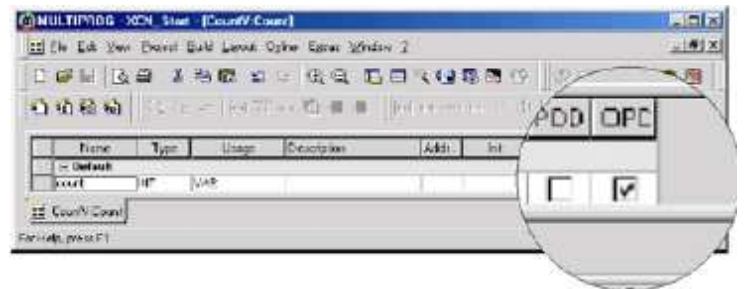 MULTIPROG - XCN_Start - [CountV:Count]
File Edit View Project Build Layout Online Extras Window ?
PDD OPC
Name Type Usage Description Addr. Init
Default
count INT VAR
CountV:Count
For Help, press F1